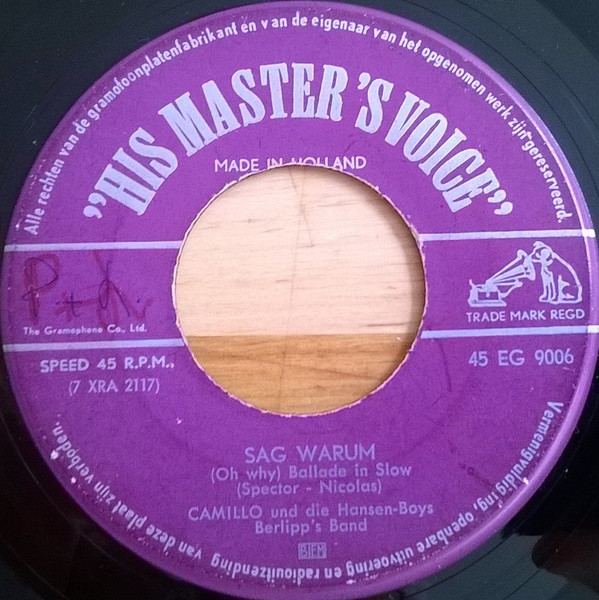 Alle rechten van de gramofoonplatenfabrikant en van de eigenaar van het opgenomen werk zijn gereserveerd.
"HIS MASTER'S VOICE"
MADE IN HOLLAND
P + h.
The Gramophone Co., Ltd.
TRADE MARK REGD
SPEED 45 R.P.M.
45 EG 9006
(7 XRA 2117)
SAG WARUM
(Oh why) Ballade in Slow
(Spector - Nicolas)
CAMILLO und die Hansen-Boys
Berlipp's Band
BIEM
Vermenigvuldiging, openbare uitvoering en radiouitzending van deze plaat zijn verboden.